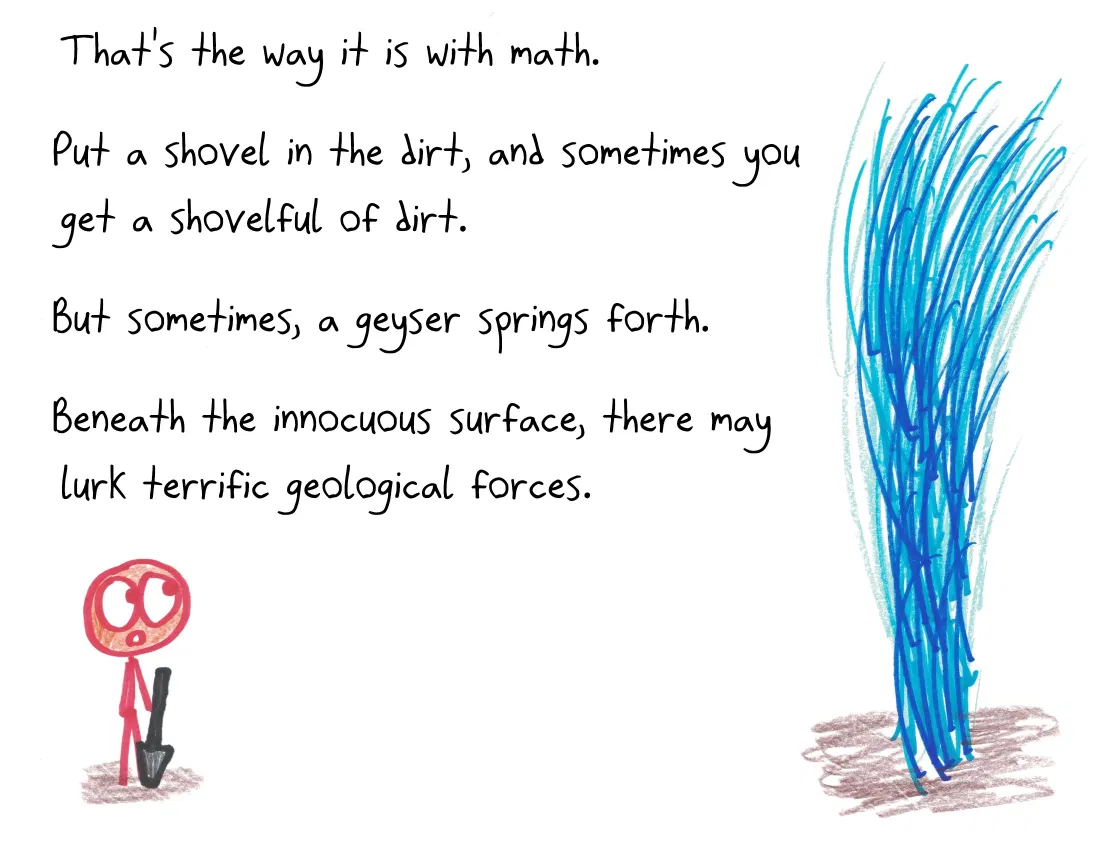 That's the way it is with math.
Put a shovel in the dirt, and sometimes you
get a shovelful of dirt.
But sometimes, a geyser springs forth.
Beneath the innocuous surface, there may
lurk terrific geological forces.